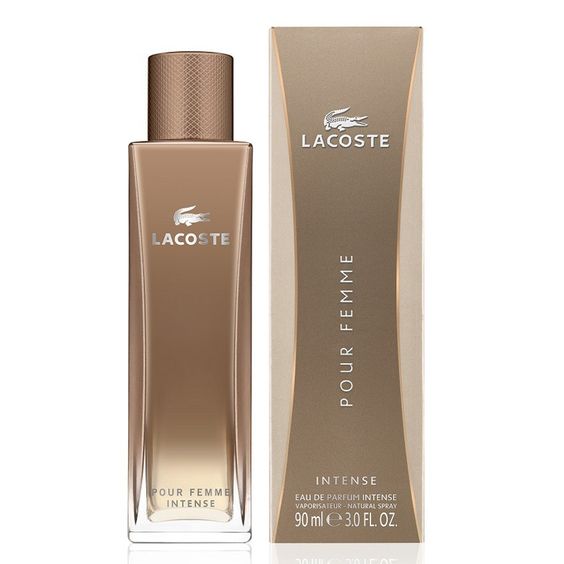 LACOSTE
POUR FEMME
INTENSE
LACOSTE
POUR FEMME
INTENSE
EAU DE PARFUM INTENSE
VAPORISATEUR - NATURAL SPRAY
90 ml ℮ 3.0 FL. OZ.